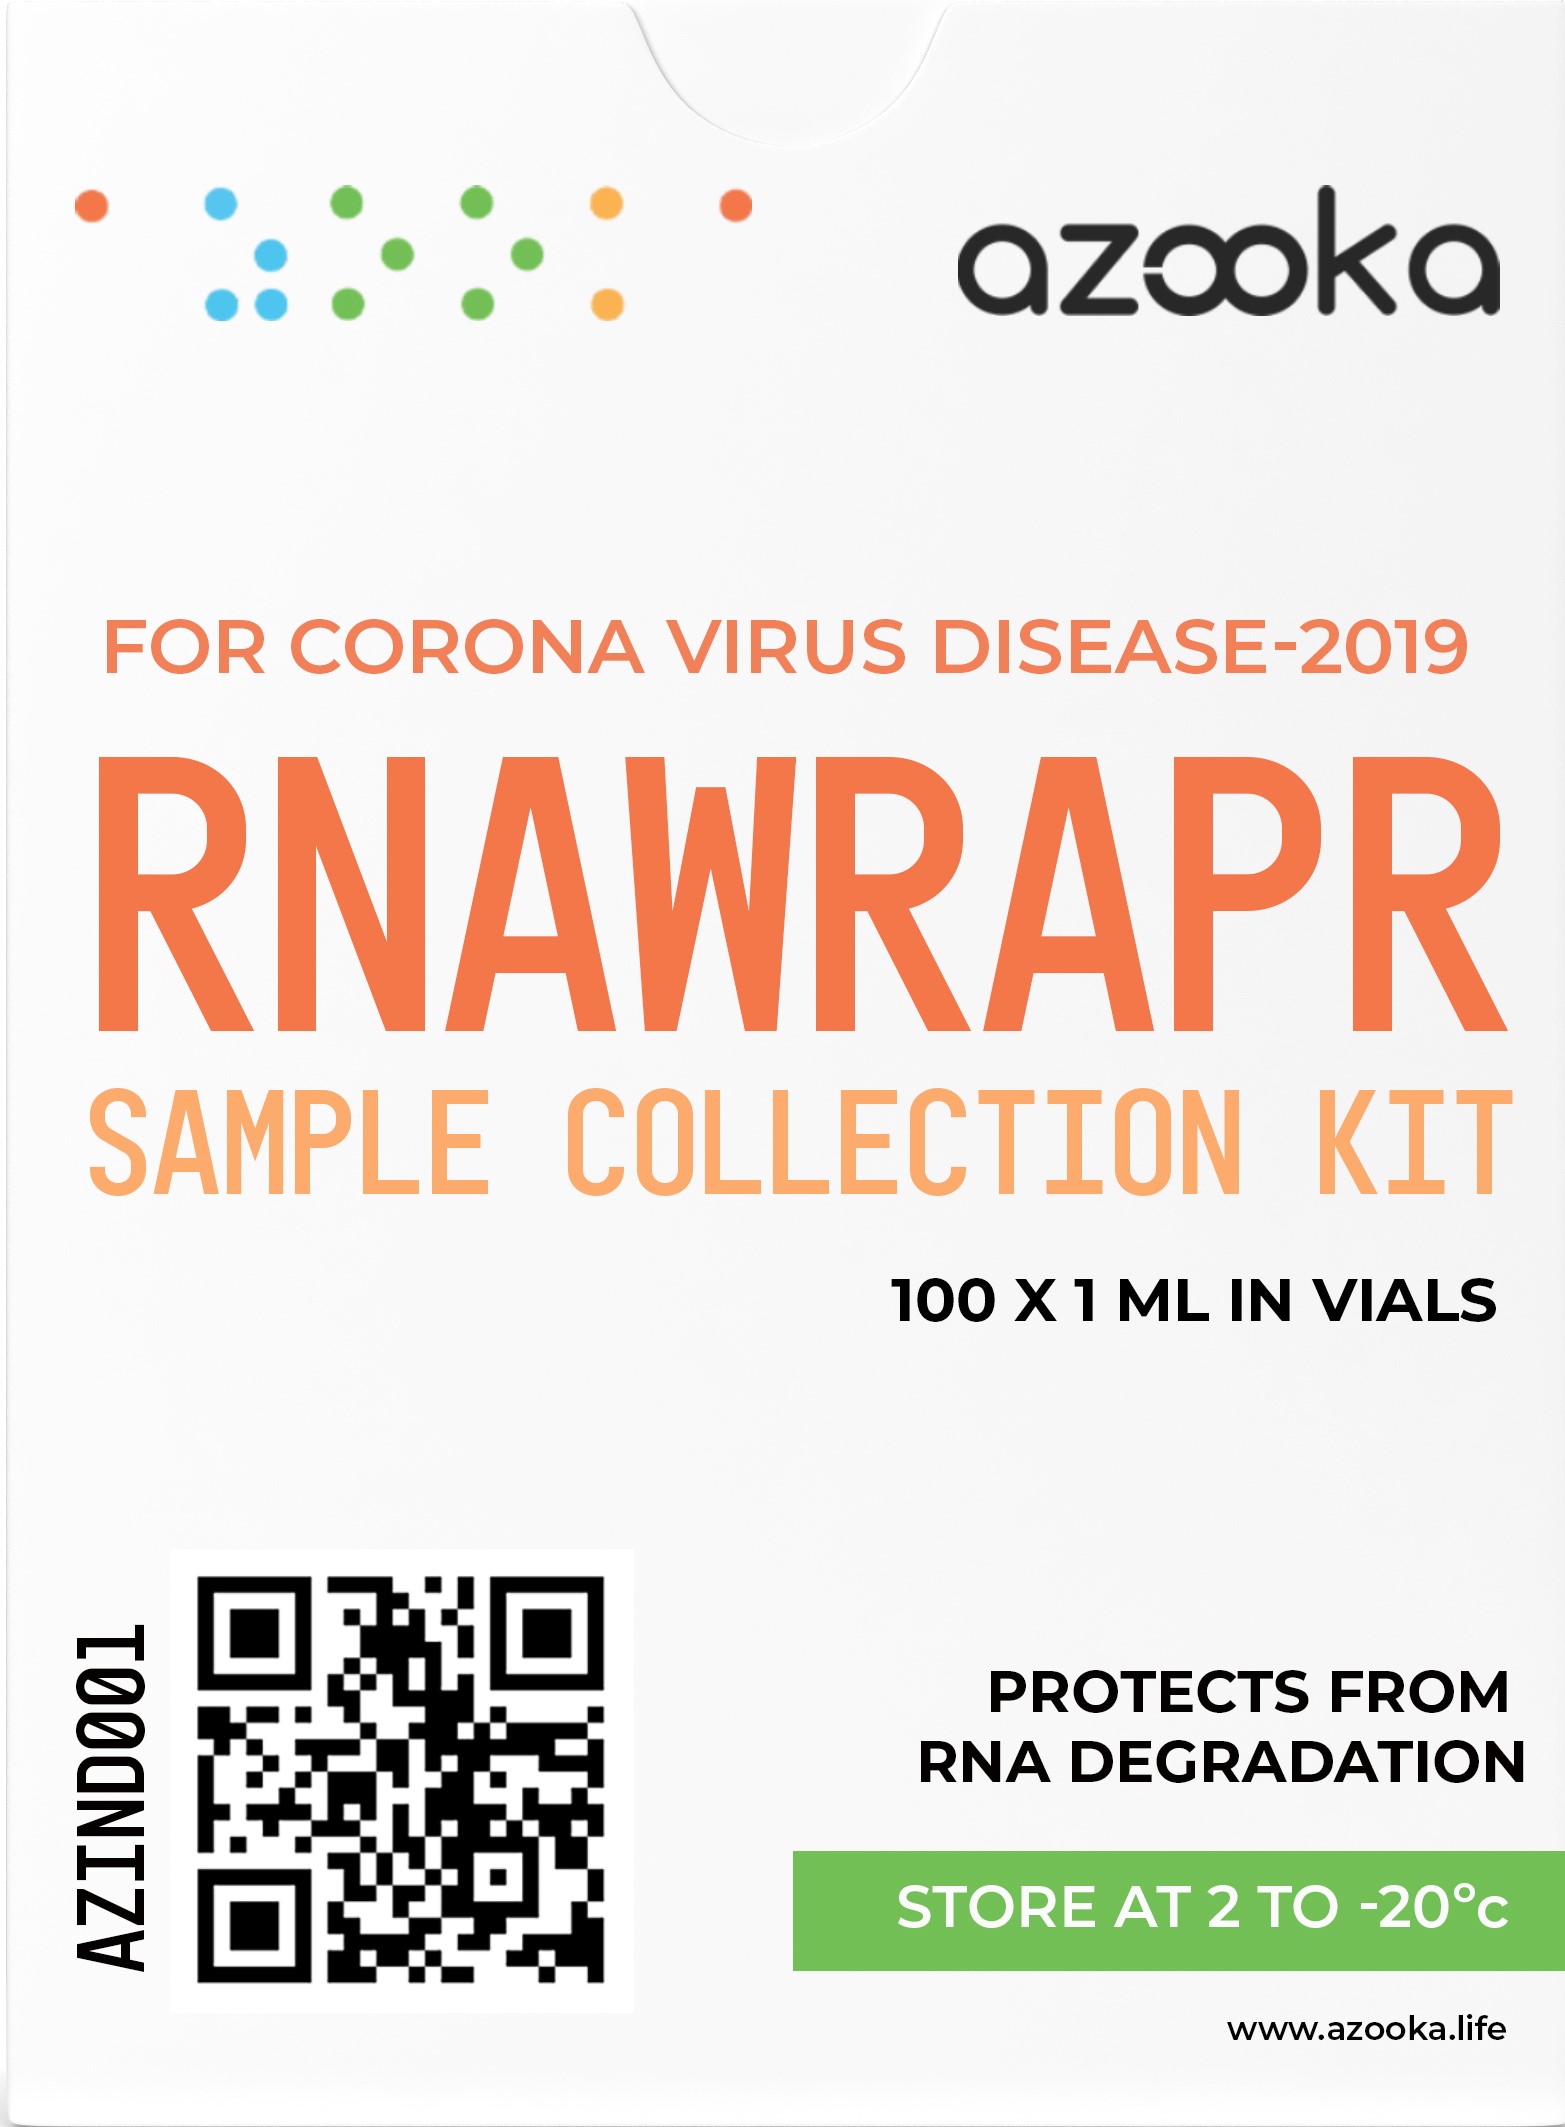 azooka
FOR CORONA VIRUS DISEASE-2019
RNAWRAPR
SAMPLE COLLECTION KIT
100 X 1 ML IN VIALS
AZIND001
PROTECTS FROM
RNA DEGRADATION
STORE AT 2 TO -20°c
www.azooka.life